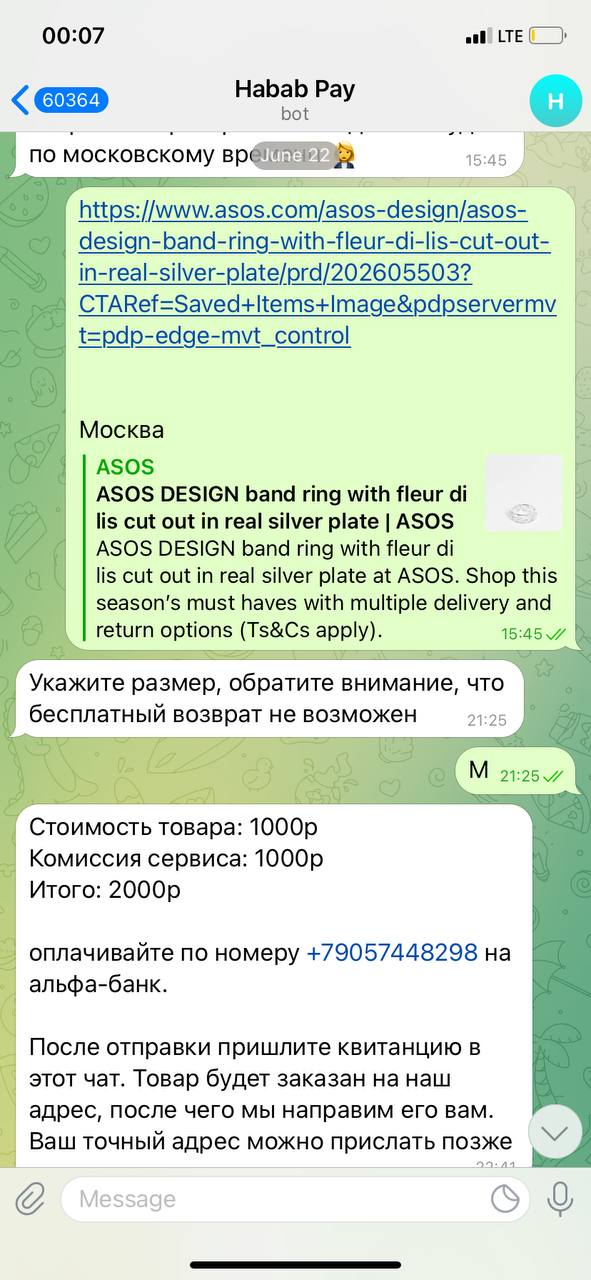 00:07
LTE
60364
Habab Pay
bot
H
по московскому
June 22
15:45
https://www.asos.com/asos-design/asos-
design-band-ring-with-fleur-di-lis-cut-out-
in-real-silver-plate/prd/202605503?
CTARef=Saved+Items+Image&pdpservermv
t=pdp-edge-mvt_control
Москва
ASOS
ASOS DESIGN band ring with fleur di
lis cut out in real silver plate | ASOS
ASOS DESIGN band ring with fleur di
lis cut out in real silver plate at ASOS. Shop this
season’s must haves with multiple delivery and
return options (Ts&Cs apply).
15:45
Укажите размер, обратите внимание, что
бесплатный возврат не возможен
21:25
М 21:25
Стоимость товара: 1000р
Комиссия сервиса: 1000р
Итого: 2000р
оплачивайте по номеру +79057448298 на
альфа-банк.
После отправки пришлите квитанцию в
этот чат. Товар будет заказан на наш
адрес, после чего мы направим его вам.
Ваш точный адрес можно прислать позже
Message